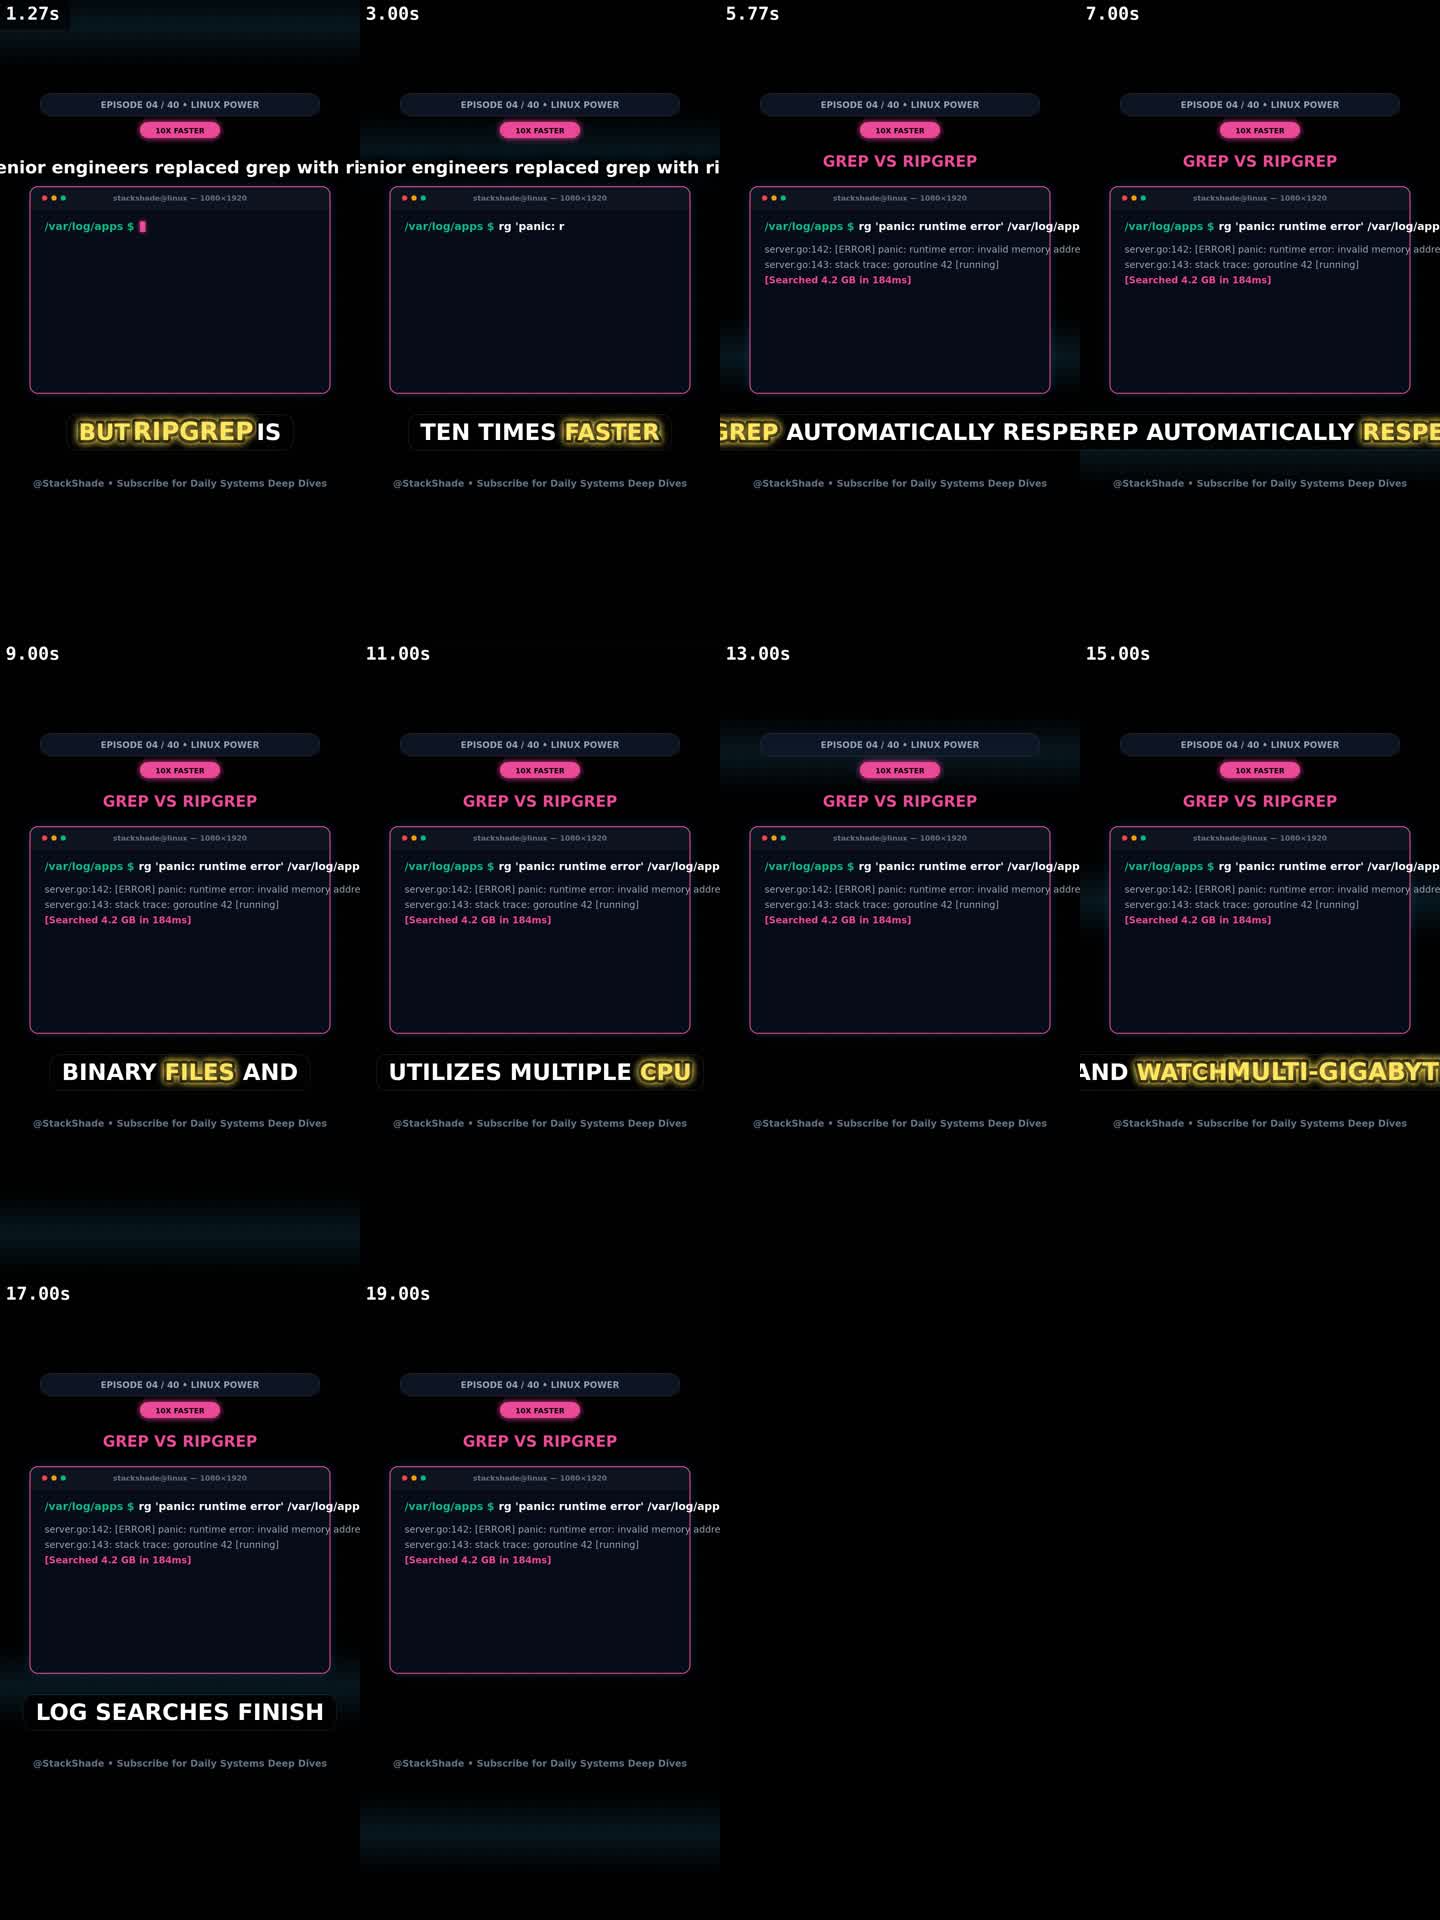 1.27s
EPISODE 04 / 40 • LINUX POWER
10X FASTER
enior engineers replaced grep with ri
stackshade@linux — 1080×1920
/var/log/apps $
BUT RIPGREP IS
@StackShade • Subscribe for Daily Systems Deep Dives
3.00s
EPISODE 04 / 40 • LINUX POWER
10X FASTER
enior engineers replaced grep with ri
stackshade@linux — 1080×1920
/var/log/apps $ rg 'panic: r
TEN TIMES FASTER
@StackShade • Subscribe for Daily Systems Deep Dives
5.77s
EPISODE 04 / 40 • LINUX POWER
10X FASTER
GREP VS RIPGREP
stackshade@linux — 1080×1920
/var/log/apps $ rg 'panic: runtime error' /var/log/app
server.go:142: [ERROR] panic: runtime error: invalid memory addre
server.go:143: stack trace: goroutine 42 [running]
[Searched 4.2 GB in 184ms]
GREP AUTOMATICALLY RESPE
@StackShade • Subscribe for Daily Systems Deep Dives
7.00s
EPISODE 04 / 40 • LINUX POWER
10X FASTER
GREP VS RIPGREP
stackshade@linux — 1080×1920
/var/log/apps $ rg 'panic: runtime error' /var/log/app
server.go:142: [ERROR] panic: runtime error: invalid memory addre
server.go:143: stack trace: goroutine 42 [running]
[Searched 4.2 GB in 184ms]
GREP AUTOMATICALLY RESPE
@StackShade • Subscribe for Daily Systems Deep Dives
9.00s
EPISODE 04 / 40 • LINUX POWER
10X FASTER
GREP VS RIPGREP
stackshade@linux — 1080×1920
/var/log/apps $ rg 'panic: runtime error' /var/log/app
server.go:142: [ERROR] panic: runtime error: invalid memory addre
server.go:143: stack trace: goroutine 42 [running]
[Searched 4.2 GB in 184ms]
BINARY FILES AND
@StackShade • Subscribe for Daily Systems Deep Dives
11.00s
EPISODE 04 / 40 • LINUX POWER
10X FASTER
GREP VS RIPGREP
stackshade@linux — 1080×1920
/var/log/apps $ rg 'panic: runtime error' /var/log/app
server.go:142: [ERROR] panic: runtime error: invalid memory addre
server.go:143: stack trace: goroutine 42 [running]
[Searched 4.2 GB in 184ms]
UTILIZES MULTIPLE CPU
@StackShade • Subscribe for Daily Systems Deep Dives
13.00s
EPISODE 04 / 40 • LINUX POWER
10X FASTER
GREP VS RIPGREP
stackshade@linux — 1080×1920
/var/log/apps $ rg 'panic: runtime error' /var/log/app
server.go:142: [ERROR] panic: runtime error: invalid memory addre
server.go:143: stack trace: goroutine 42 [running]
[Searched 4.2 GB in 184ms]
@StackShade • Subscribe for Daily Systems Deep Dives
15.00s
EPISODE 04 / 40 • LINUX POWER
10X FASTER
GREP VS RIPGREP
stackshade@linux — 1080×1920
/var/log/apps $ rg 'panic: runtime error' /var/log/app
server.go:142: [ERROR] panic: runtime error: invalid memory addre
server.go:143: stack trace: goroutine 42 [running]
[Searched 4.2 GB in 184ms]
AND WATCH MULTI-GIGABYT
@StackShade • Subscribe for Daily Systems Deep Dives
17.00s
EPISODE 04 / 40 • LINUX POWER
10X FASTER
GREP VS RIPGREP
stackshade@linux — 1080×1920
/var/log/apps $ rg 'panic: runtime error' /var/log/app
server.go:142: [ERROR] panic: runtime error: invalid memory addre
server.go:143: stack trace: goroutine 42 [running]
[Searched 4.2 GB in 184ms]
LOG SEARCHES FINISH
@StackShade • Subscribe for Daily Systems Deep Dives
19.00s
EPISODE 04 / 40 • LINUX POWER
10X FASTER
GREP VS RIPGREP
stackshade@linux — 1080×1920
/var/log/apps $ rg 'panic: runtime error' /var/log/app
server.go:142: [ERROR] panic: runtime error: invalid memory addre
server.go:143: stack trace: goroutine 42 [running]
[Searched 4.2 GB in 184ms]
@StackShade • Subscribe for Daily Systems Deep Dives